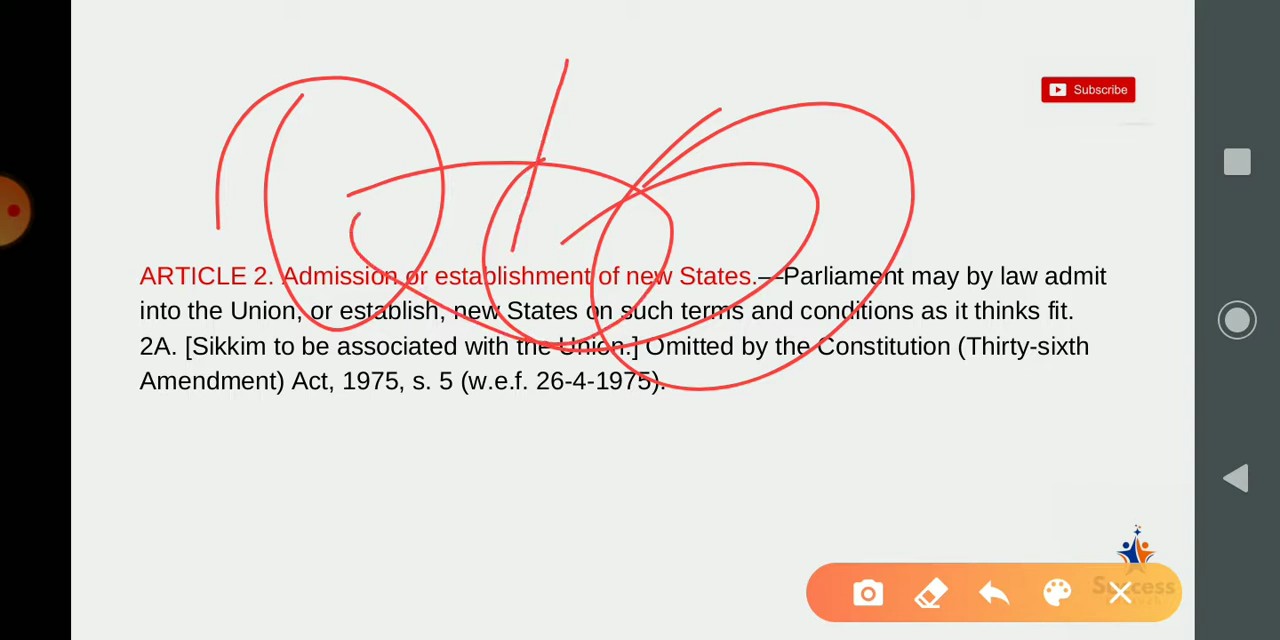 Subscribe
ARTICLE 2. Admission or establishment of new States.—Parliament may by law admit
into the Union, or establish, new States on such terms and conditions as it thinks fit.
2A. [Sikkim to be associated with the Union.] Omitted by the Constitution (Thirty-sixth
Amendment) Act, 1975, s. 5 (w.e.f. 26-4-1975).
Success